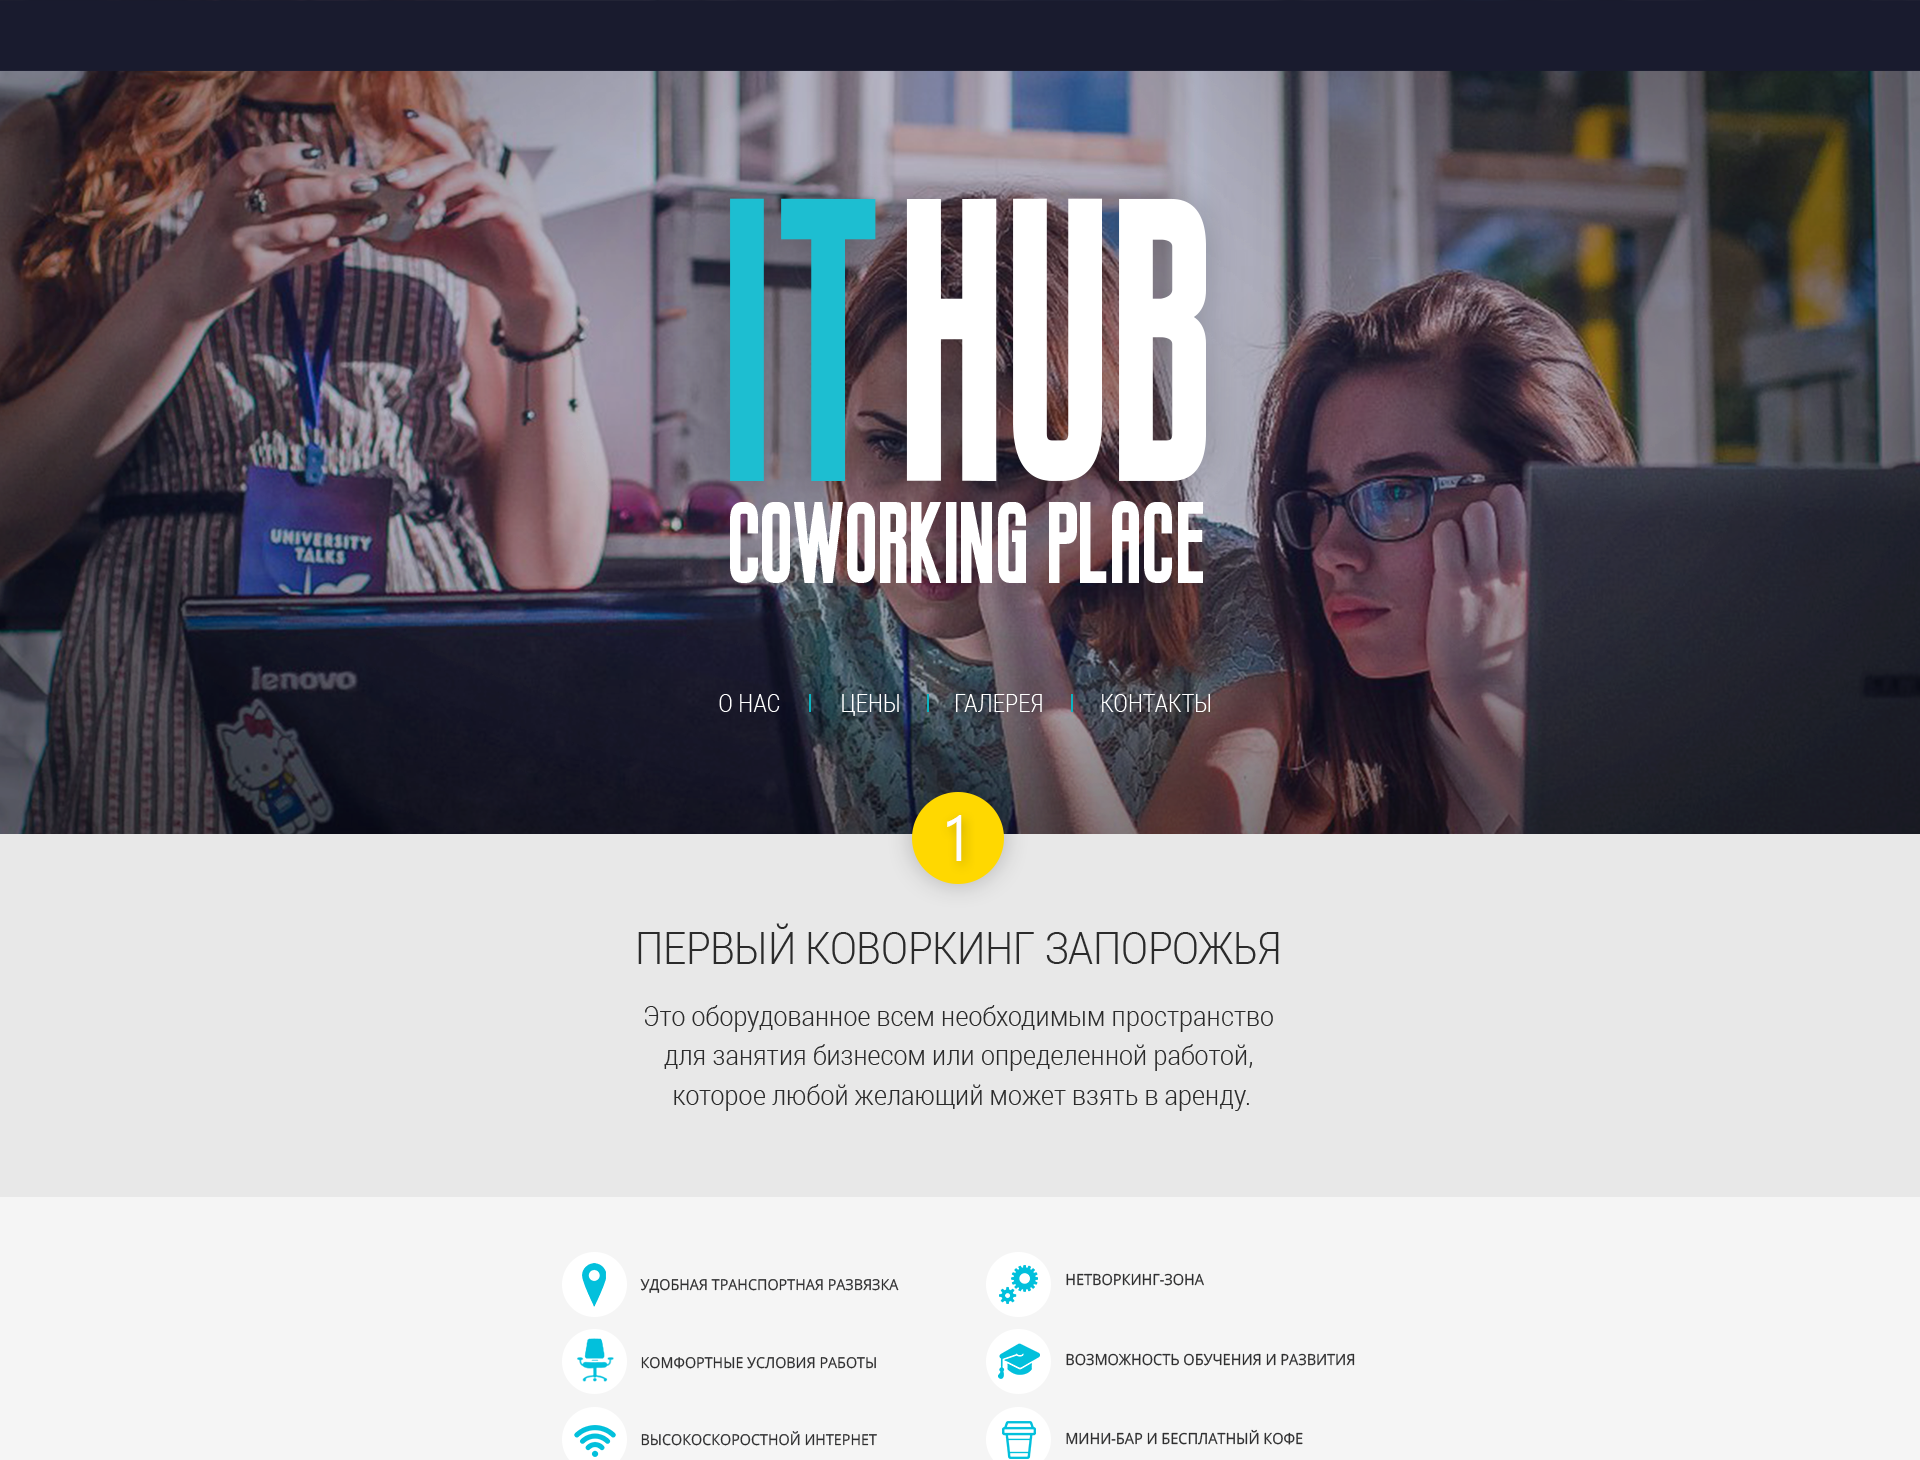 IT HUB
COWORKING PLACE
UNIVERSITY
TALKS
lenovo
О НАС | ЦЕНЫ | ГАЛЕРЕЯ | КОНТАКТЫ
1
ПЕРВЫЙ КОВОРКИНГ ЗАПОРОЖЬЯ
Это оборудованное всем необходимым пространство
для занятия бизнесом или определенной работой,
которое любой желающий может взять в аренду.
УДОБНАЯ ТРАНСПОРТНАЯ РАЗВЯЗКА
НЕТВОРКИНГ-ЗОНА
КОМФОРТНЫЕ УСЛОВИЯ РАБОТЫ
ВОЗМОЖНОСТЬ ОБУЧЕНИЯ И РАЗВИТИЯ
ВЫСОКОСКОРОСТНОЙ ИНТЕРНЕТ
МИНИ-БАР И БЕСПЛАТНЫЙ КОФЕ